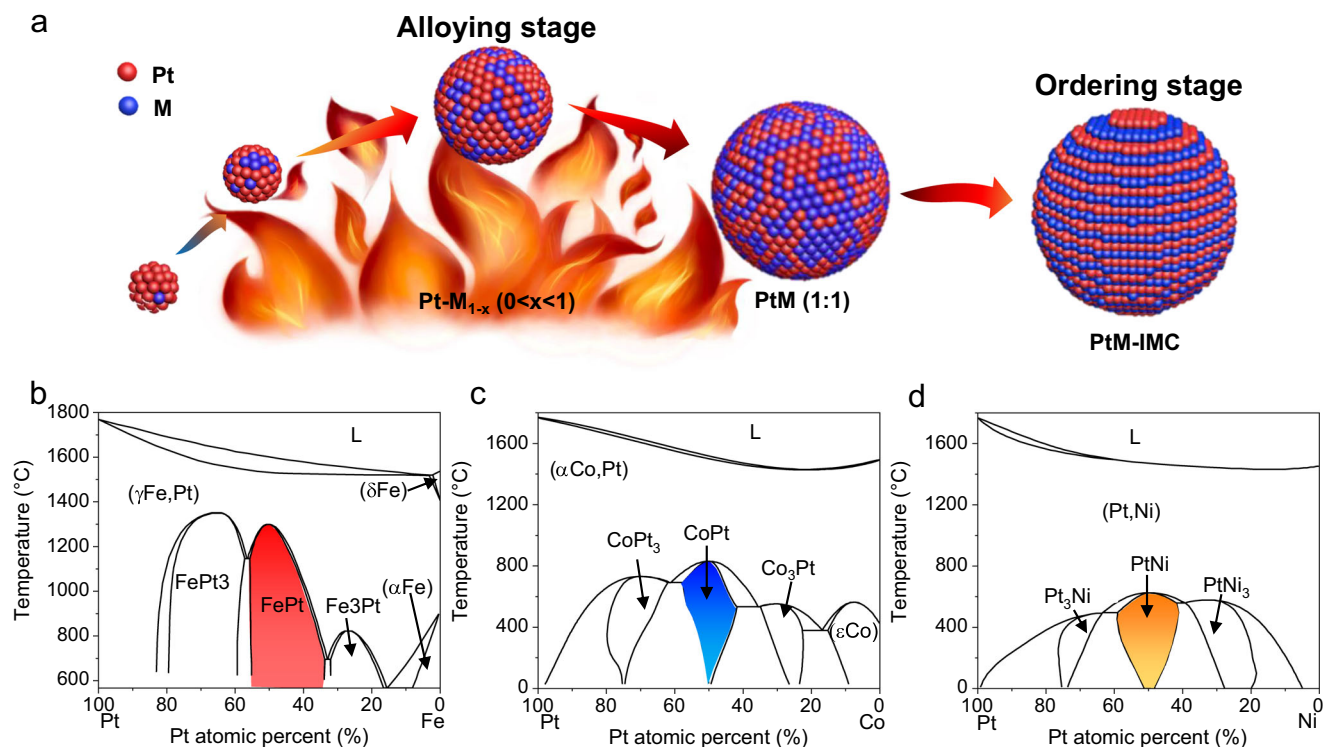 a
Alloying stage
Ordering stage
Pt
M
Pt-M1-x (0<x<1)
PtM (1:1)
PtM-IMC
b
1800
1600
1400
1200
1000
800
600
Temperature (°C)
L
(γFe,Pt)
(δFe)
FePt3
FePt
Fe3Pt
(αFe)
100
80
60
40
20
0
Pt
Fe
c
1600
1200
800
400
0
Temperature (°C)
L
(αCo,Pt)
CoPt3
CoPt
Co3Pt
(εCo)
100
80
60
40
20
0
Pt
Co
d
1600
1200
800
400
0
Temperature (°C)
L
(Pt,Ni)
Pt3Ni
PtNi
PtNi3
100
80
60
40
20
0
Pt
Ni
Pt atomic percent (%)
Pt atomic percent (%)
Pt atomic percent (%)